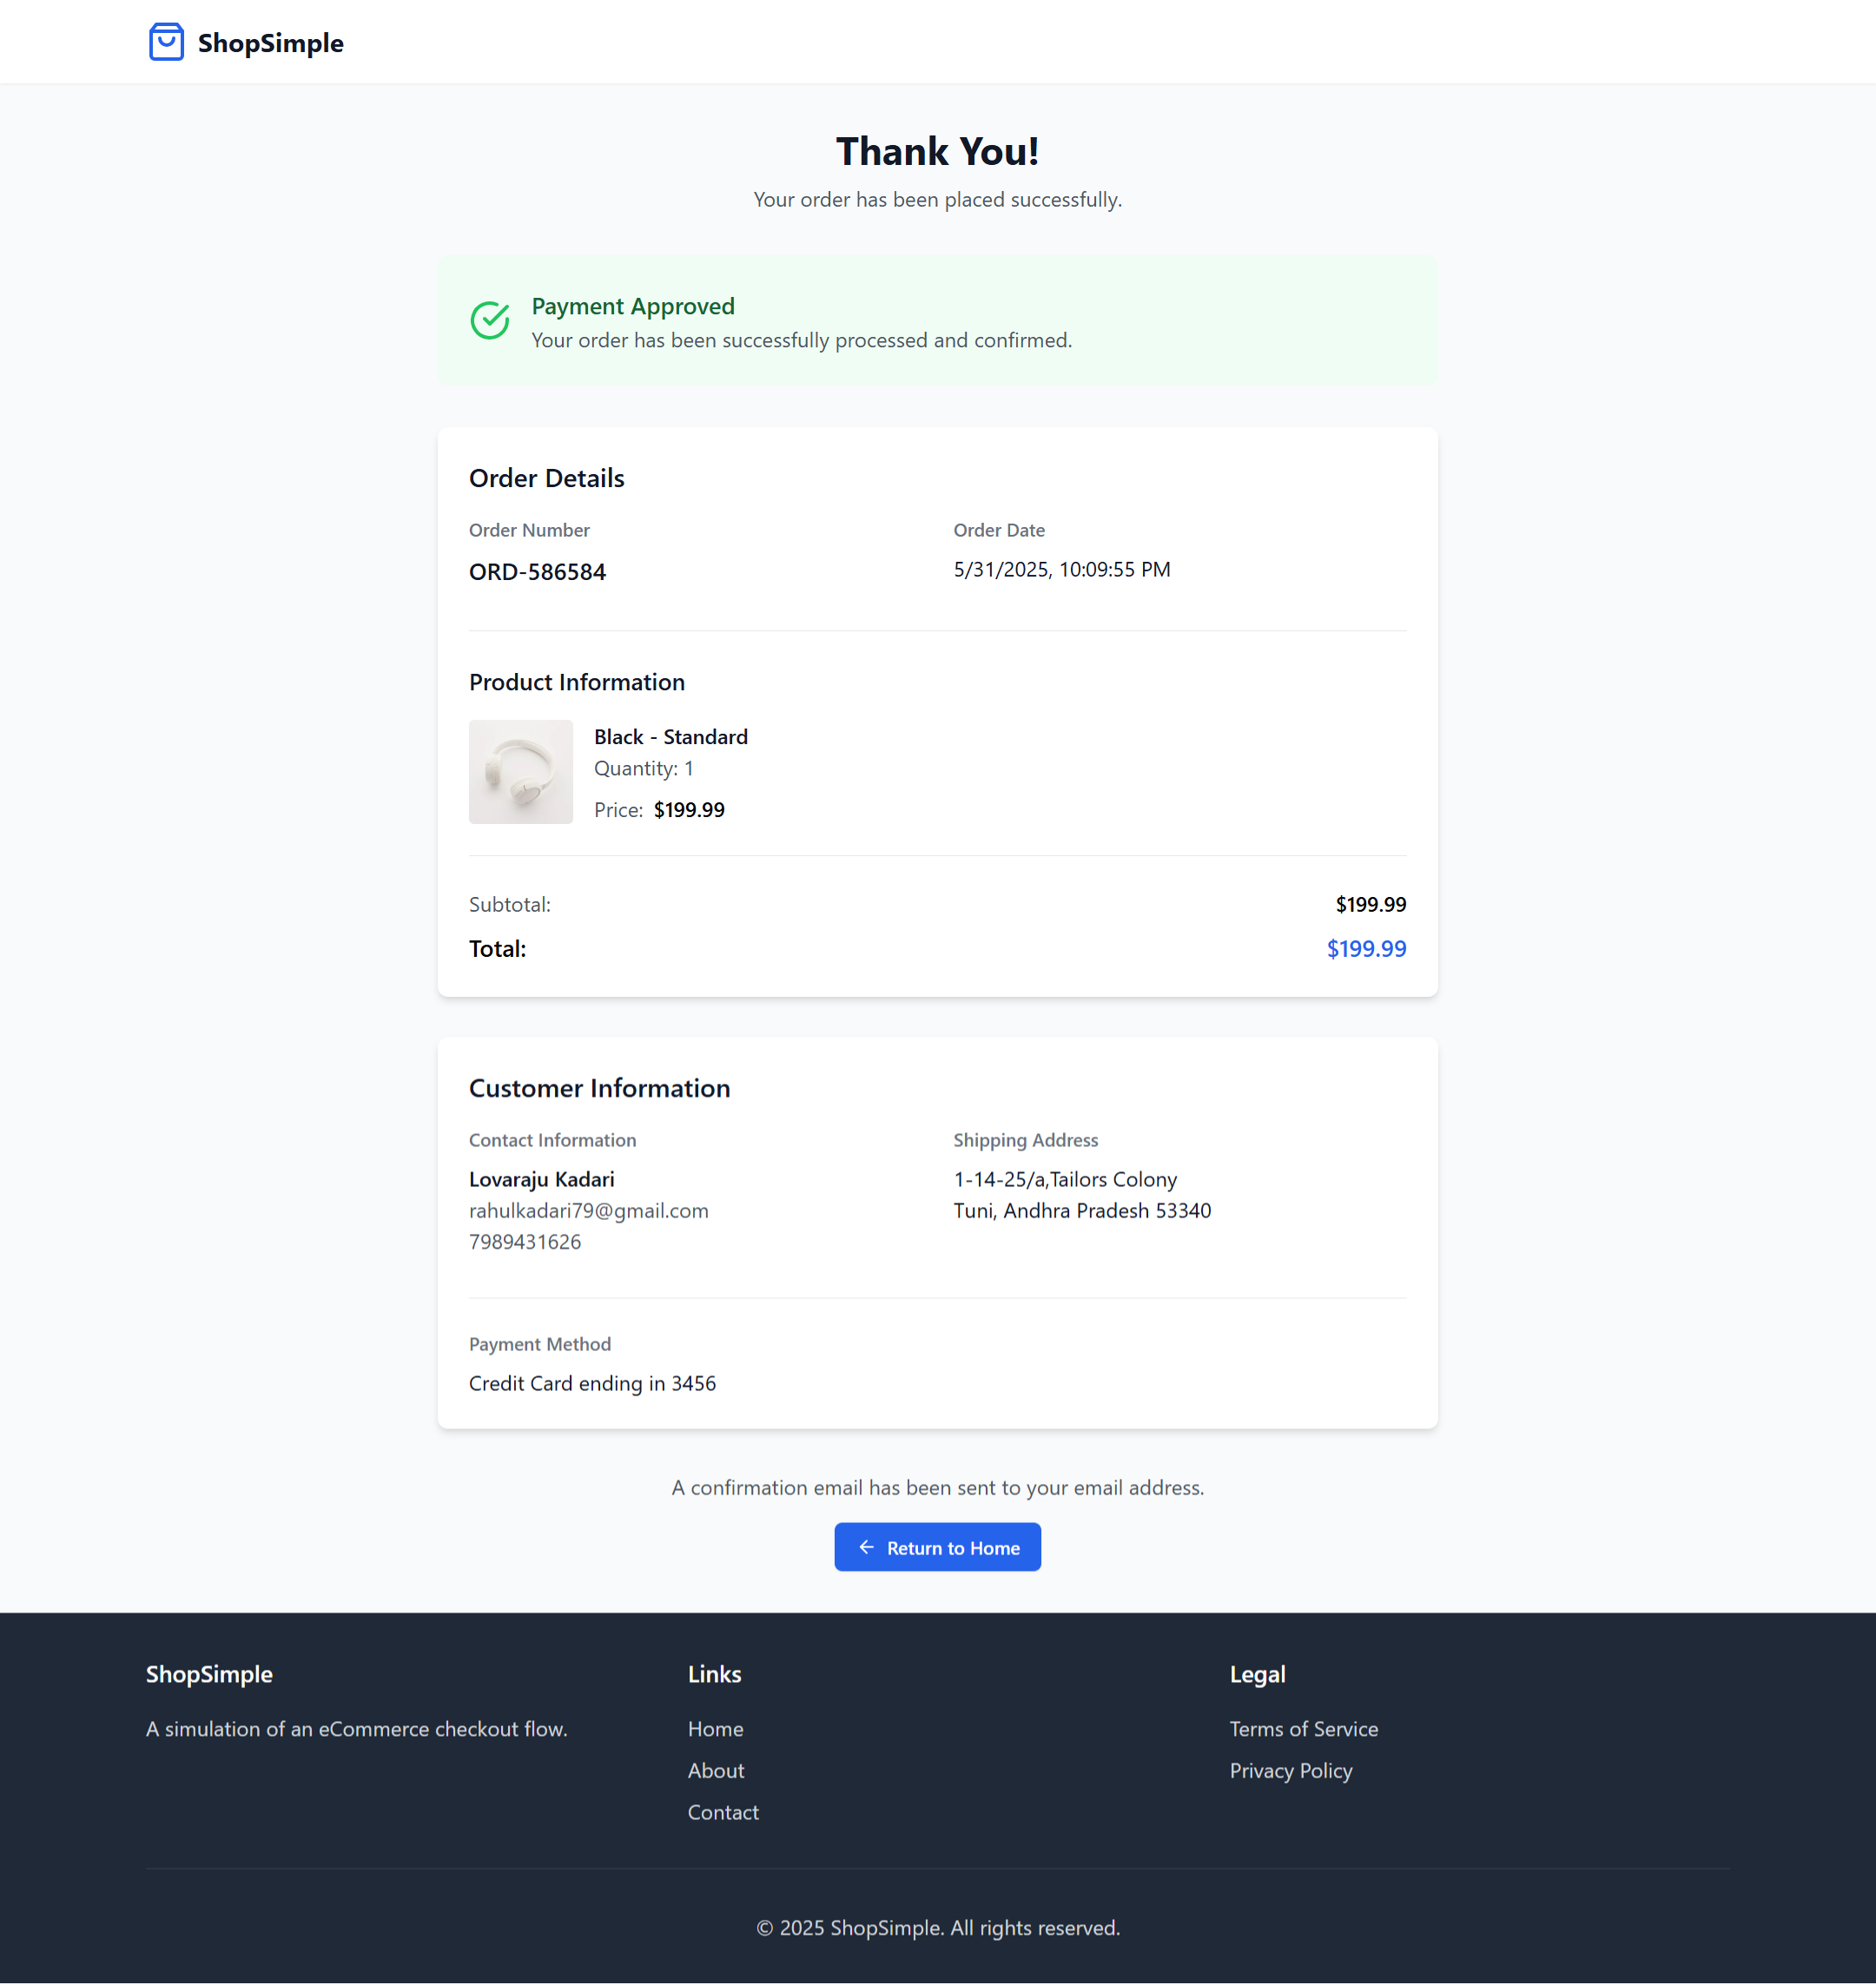 ShopSimple
Thank You!
Your order has been placed successfully.
Payment Approved
Your order has been successfully processed and confirmed.
Order Details
Order Number
ORD-586584
Order Date
5/31/2025, 10:09:55 PM
Product Information
Black - Standard
Quantity: 1
Price: $199.99
Subtotal: $199.99
Total: $199.99
Customer Information
Contact Information
Lovaraju Kadari
rahulkadari79@gmail.com
7989431626
Shipping Address
1-14-25/a,Tailors Colony
Tuni, Andhra Pradesh 53340
Payment Method
Credit Card ending in 3456
A confirmation email has been sent to your email address.
Return to Home
ShopSimple
A simulation of an eCommerce checkout flow.
Links
Home
About
Contact
Legal
Terms of Service
Privacy Policy
© 2025 ShopSimple. All rights reserved.